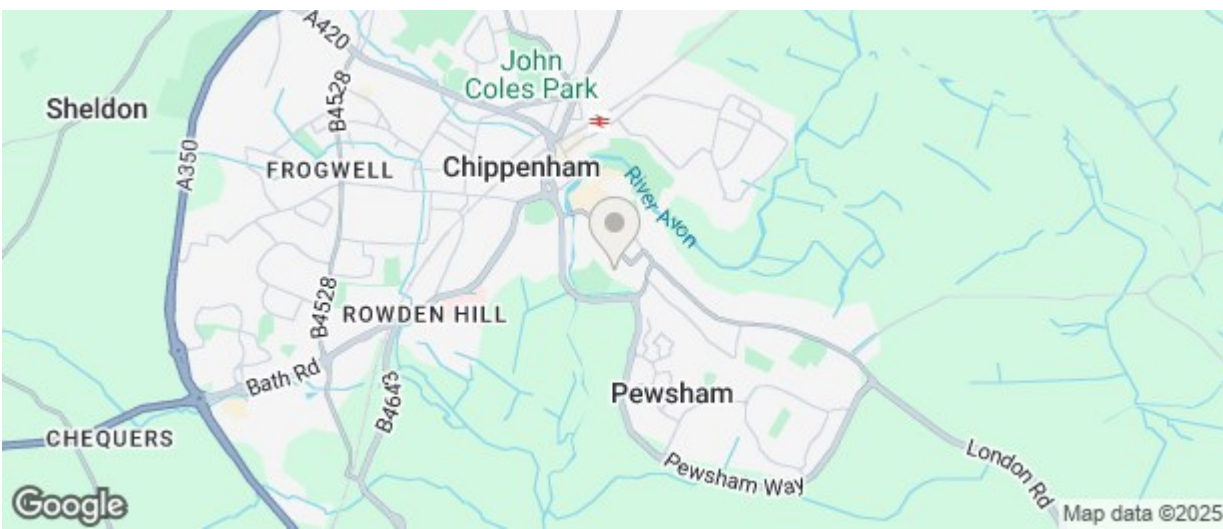 A420
John
Coles Park
Sheldon
B4528
A350
FROGWELL
Chippenham
River Avon
B4528
ROWDEN HILL
Bath Rd
B4643
Pewsham
CHEQUERS
London Rd
Pewsham Way
Google
Map data ©2025